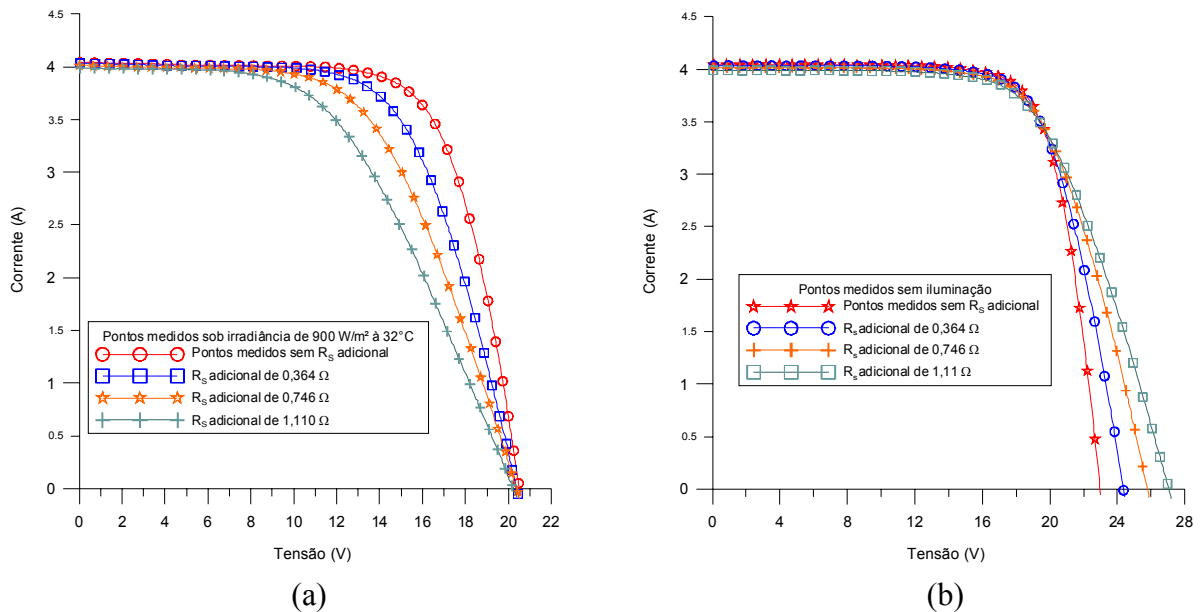 4.5
4
3.5
3
2.5
2
1.5
1
0.5
0
Corrente (A)
Pontos medidos sob irradiância de 900 W/m² à 32°C
Pontos medidos sem RS adicional
RS adicional de 0,364 Ω
RS adicional de 0,746 Ω
RS adicional de 1,110 Ω
0 2 4 6 8 10 12 14 16 18 20 22
Tensão (V)
(a)
4.5
4
3.5
3
2.5
2
1.5
1
0.5
0
Corrente (A)
Pontos medidos sem iluminação
Pontos medidos sem RS adicional
Rs adicional de 0,364 Ω
Rs adicional de 0,746 Ω
Rs adicional de 1,11 Ω
0 4 8 12 16 20 24 28
Tensão (V)
(b)